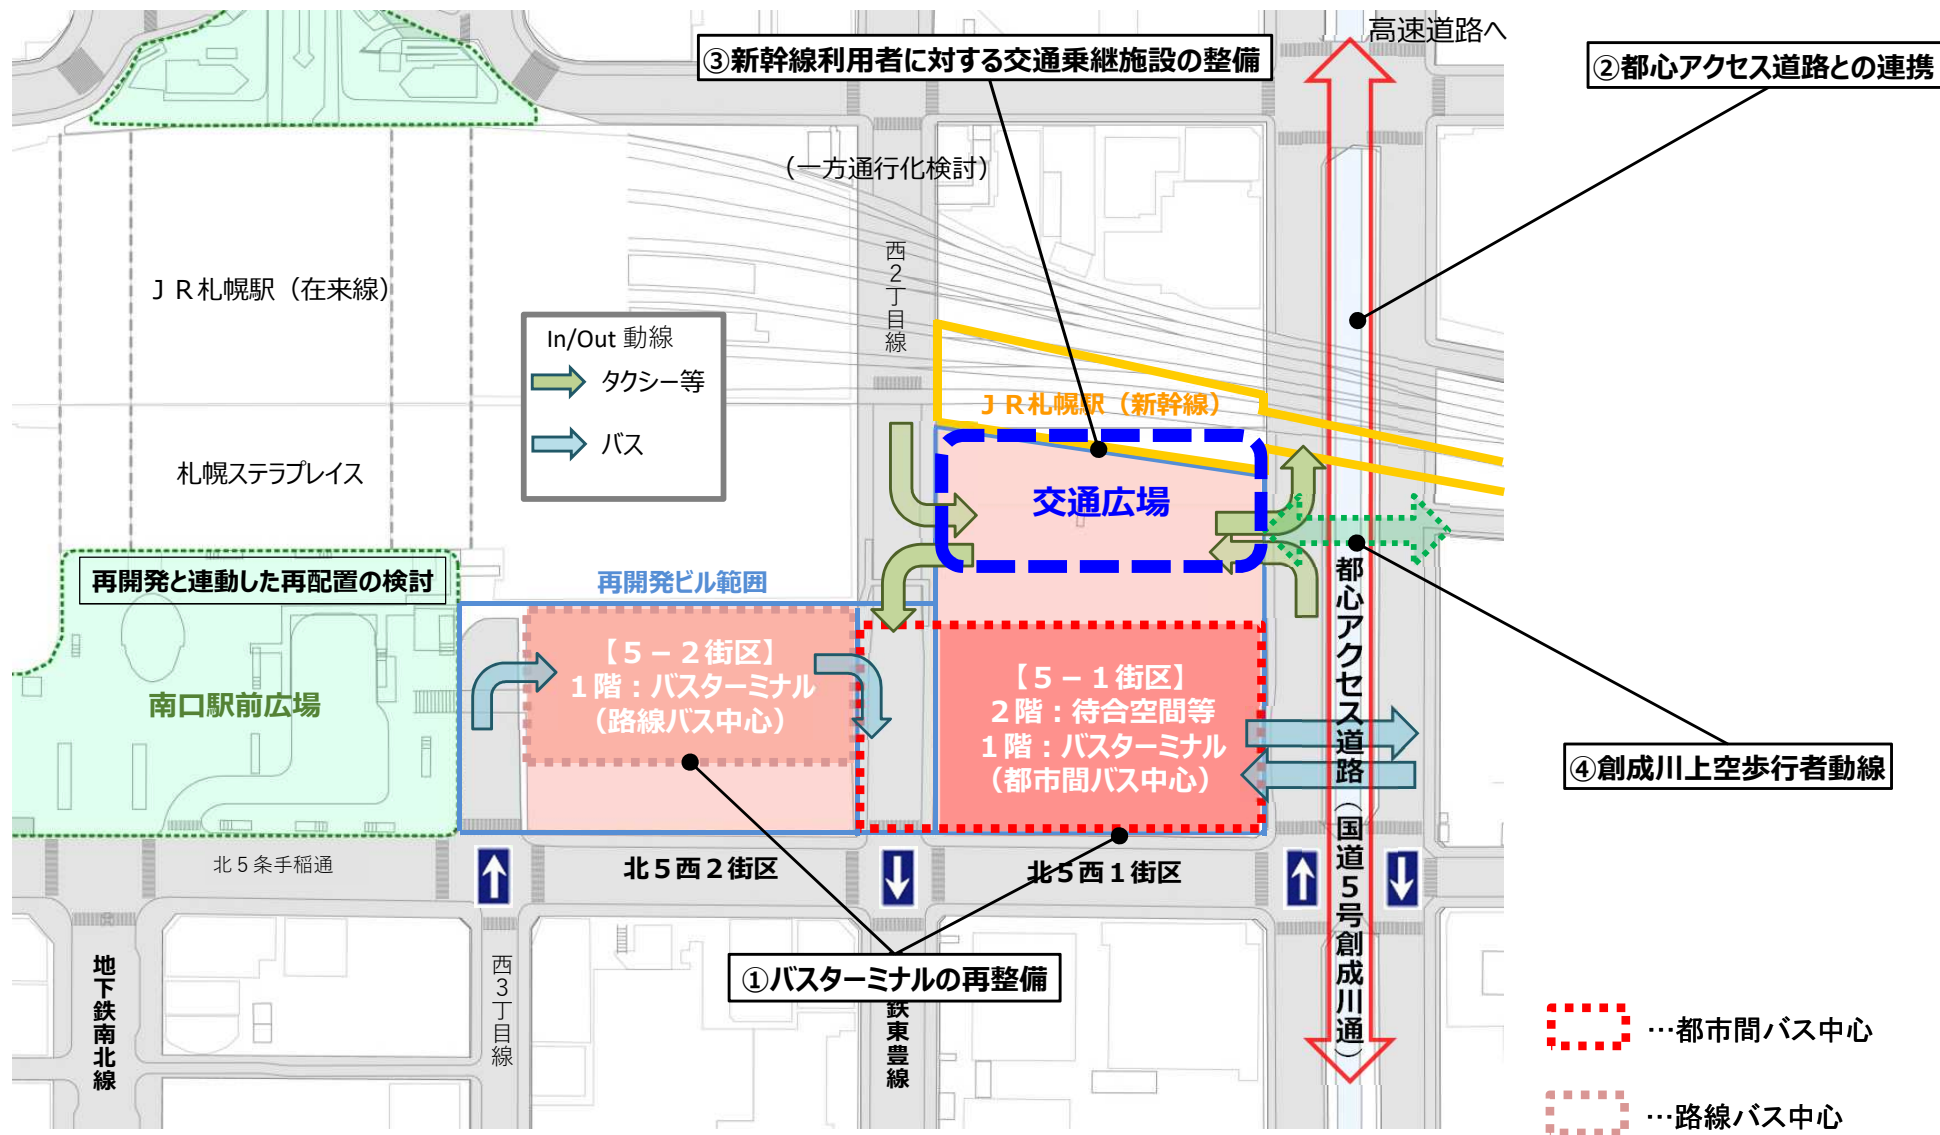 高速道路へ
③新幹線利用者に対する交通乗継施設の整備
②都心アクセス道路との連携
（一方通行化検討）
西2丁目線
ＪＲ札幌駅（在来線）
In/Out 動線
タクシー等
バス
ＪＲ札幌駅（新幹線）
札幌ステラプレイス
交通広場
再開発と連動した再配置の検討
再開発ビル範囲
都心アクセス道路（国道５号創成川通）
南口駅前広場
【５－２街区】
１階：バスターミナル
（路線バス中心）
【５－１街区】
２階：待合空間等
１階：バスターミナル
（都市間バス中心）
④創成川上空歩行者動線
北５条手稲通
北５西２街区
北５西１街区
①バスターミナルの再整備
地下鉄南北線
西3丁目線
鉄東豊線
…都市間バス中心
…路線バス中心